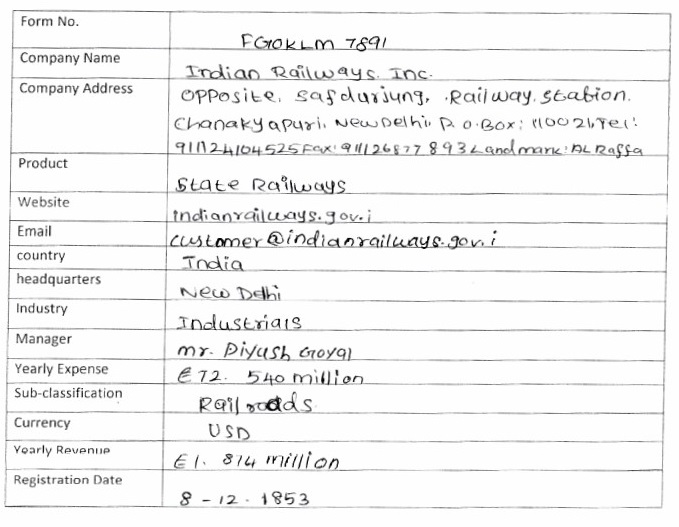 Form No.
FGOKLM 7891
Company Name
Indian Railways. Inc.
Company Address
Opposite, Safdurjung, Railway, Station.
Chanakyapuri, New Delhi, P.O.Box: 110021, Tel:
911124104525 Fax: 911126877893 Landmark: AL Raffa
Product
State Railways
Website
indianrailways.gov.i
Email
customer@indianrailways.gov.i
country
India
headquarters
New Delhi
Industry
Industrials
Manager
mr. Piyush Goyal
Yearly Expense
€72. 540 million
Sub-classification
Railroads
Currency
USD
Yearly Revenue
€1. 814 million
Registration Date
8 - 12 - 1853